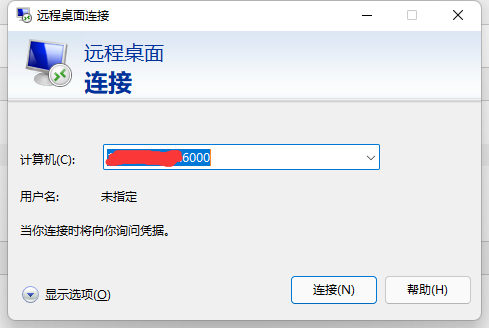 远程桌面连接
远程桌面
连接
计算机(C):
6000
用户名:
未指定
当你连接时将向你询问凭据。
显示选项(O)
连接(N)
帮助(H)